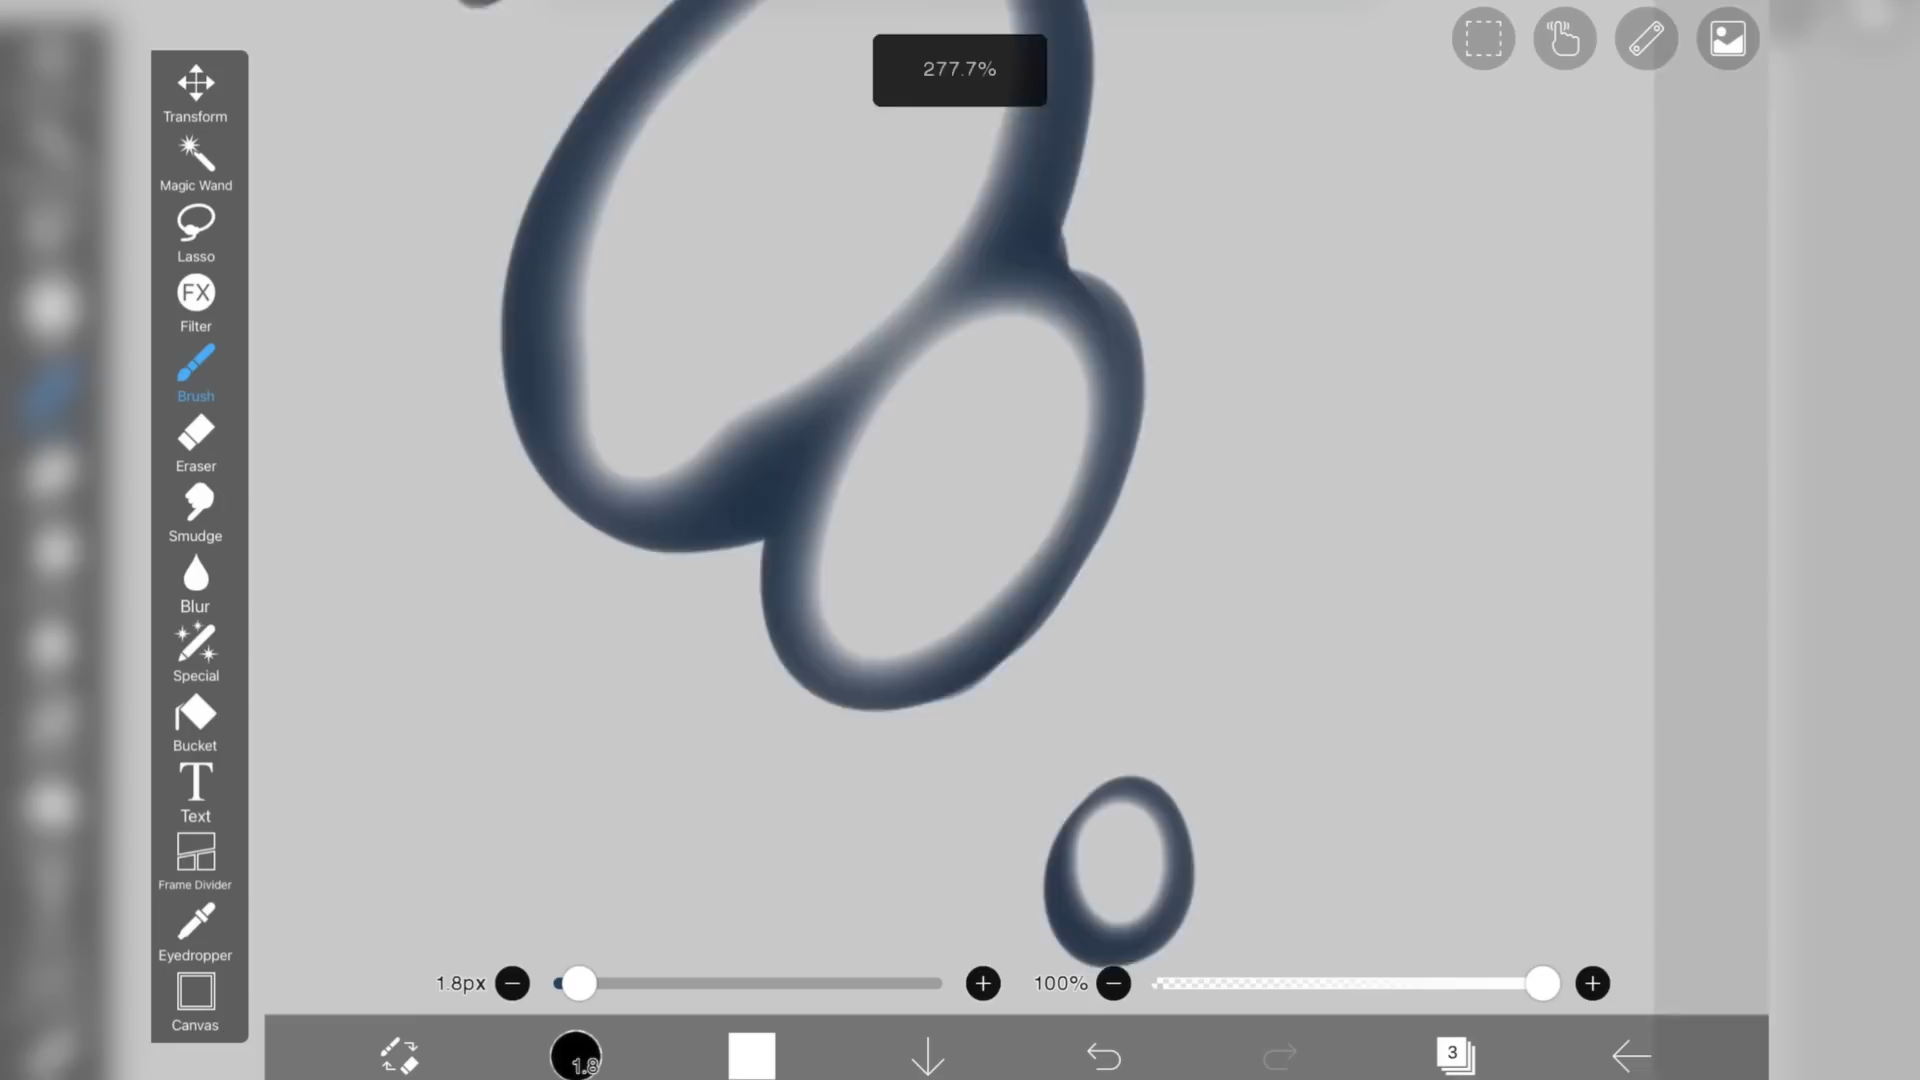 277.7%
Transform
Magic Wand
Lasso
FX
Filter
Brush
Eraser
Smudge
Blur
Special
Bucket
T
Text
Frame Divider
Eyedropper
Canvas
1.8px
100%
1.8
3